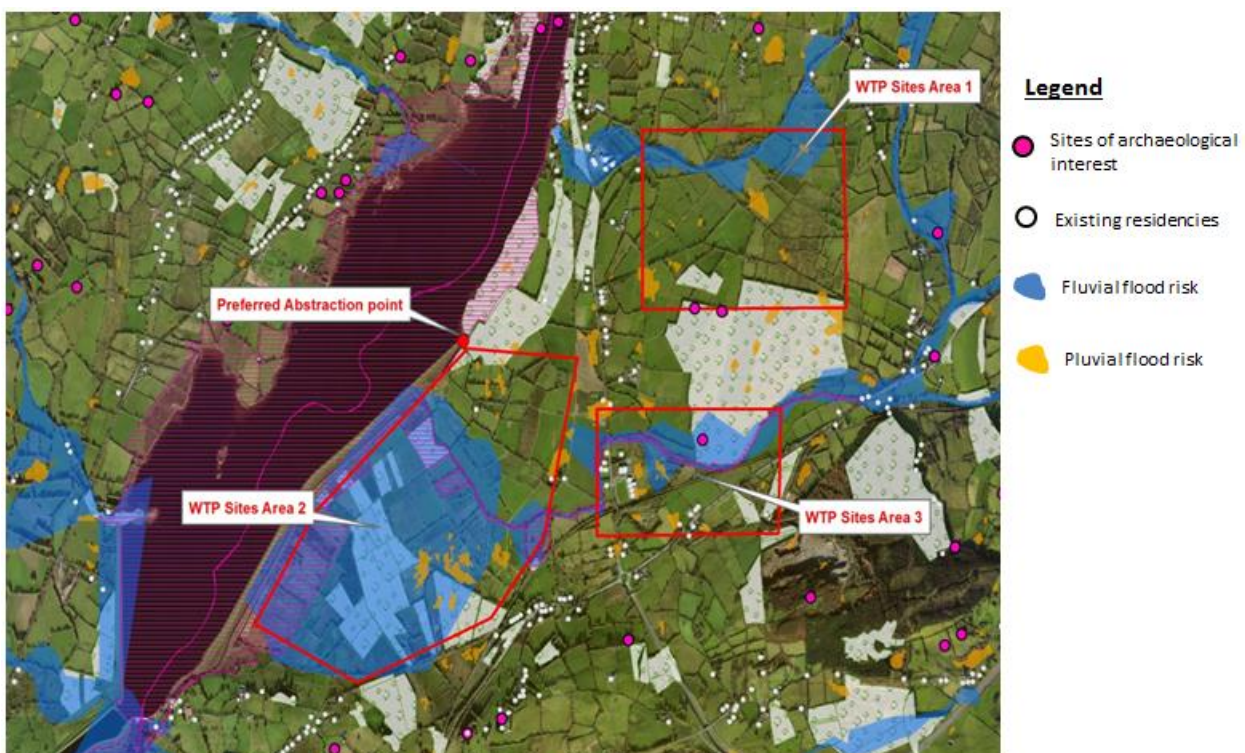 WTP Sites Area 1
Preferred Abstraction point
WTP Sites Area 2
WTP Sites Area 3
Legend
Sites of archaeological
interest
Existing residencies
Fluvial flood risk
Pluvial flood risk